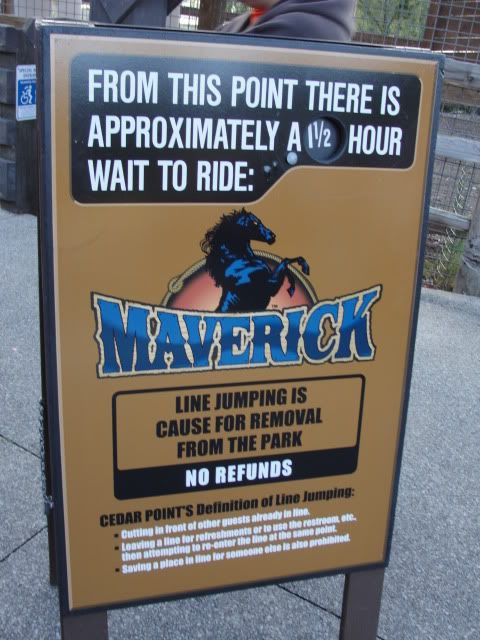 FROM THIS POINT THERE IS
APPROXIMATELY A 1 1/2 HOUR
WAIT TO RIDE:
MAVERICK
TM
LINE JUMPING IS
CAUSE FOR REMOVAL
FROM THE PARK
NO REFUNDS
CEDAR POINT'S Definition of Line Jumping:
• Cutting in front of other guests already in line.
• Leaving a line for refreshments or to use the restroom, etc.,
then attempting to re-enter the line at the same point.
• Saving a place in line for someone else is also prohibited.